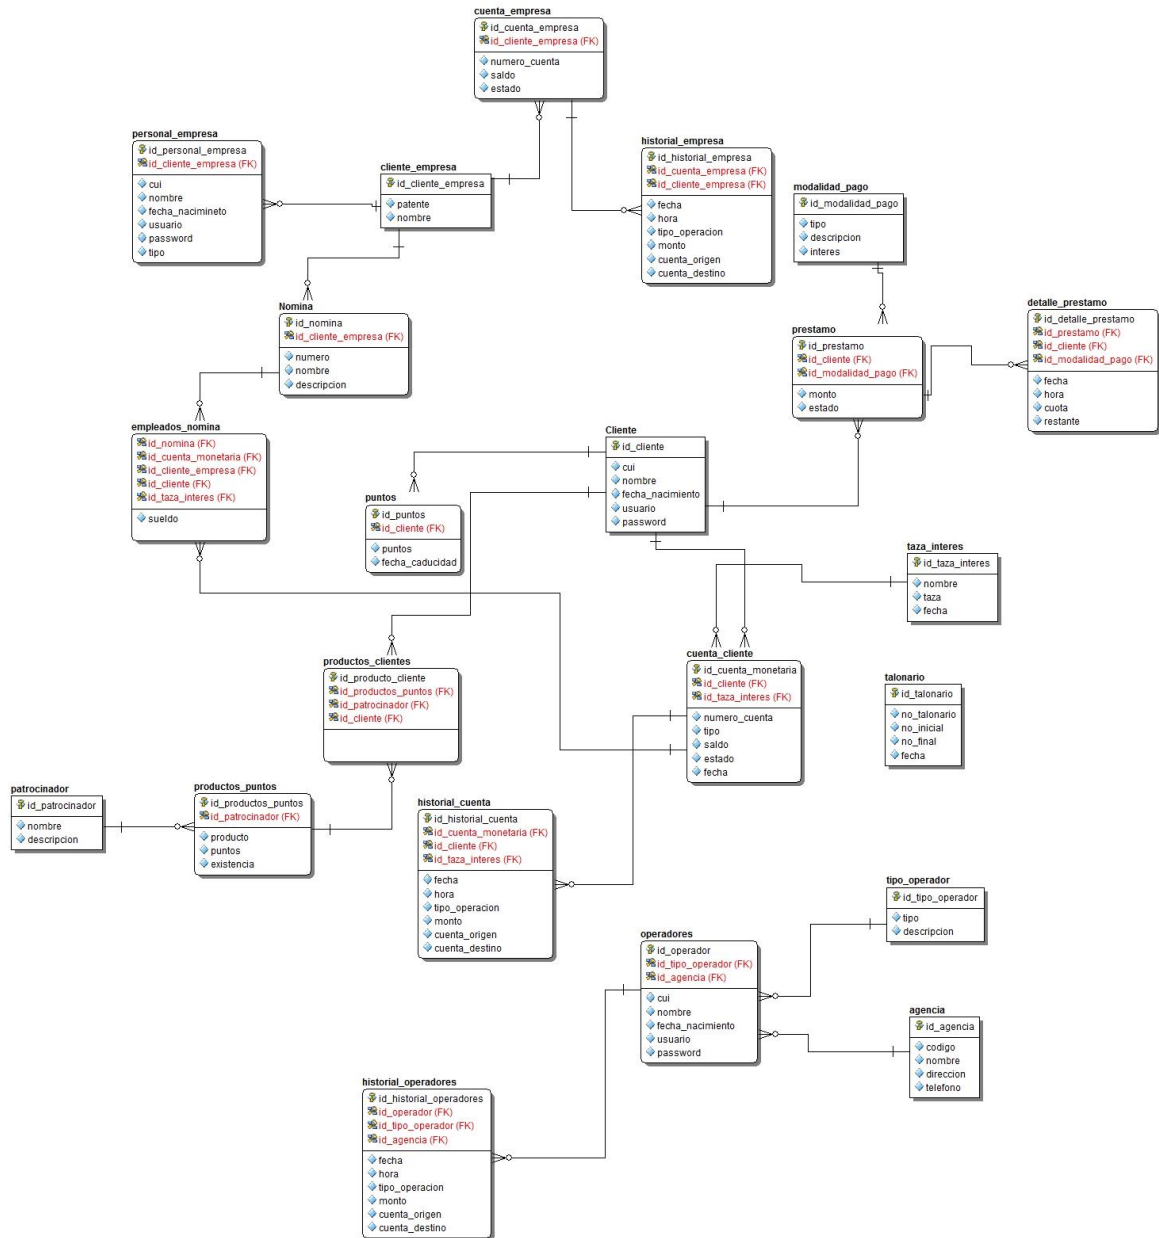 cuenta_empresa
id_cuenta_empresa
id_cliente_empresa (FK)
numero_cuenta
saldo
estado
personal_empresa
id_personal_empresa
id_cliente_empresa (FK)
cui
nombre
fecha_nacimineto
usuario
password
tipo
cliente_empresa
id_cliente_empresa
patente
nombre
historial_empresa
id_historial_empresa
id_cuenta_empresa (FK)
id_cliente_empresa (FK)
fecha
hora
tipo_operacion
monto
cuenta_origen
cuenta_destino
modalidad_pago
id_modalidad_pago
tipo
descripcion
interes
Nomina
id_nomina
id_cliente_empresa (FK)
numero
nombre
descripcion
prestamo
id_prestamo
id_cliente (FK)
id_modalidad_pago (FK)
monto
estado
detalle_prestamo
id_detalle_prestamo
id_prestamo (FK)
id_cliente (FK)
id_modalidad_pago (FK)
fecha
hora
cuota
restante
empleados_nomina
id_nomina (FK)
id_cuenta_monetaria (FK)
id_cliente_empresa (FK)
id_cliente (FK)
id_taza_interes (FK)
sueldo
Cliente
id_cliente
cui
nombre
fecha_nacimiento
usuario
password
puntos
id_puntos
id_cliente (FK)
puntos
fecha_caducidad
taza_interes
id_taza_interes
nombre
taza
fecha
productos_clientes
id_producto_cliente
id_productos_puntos (FK)
id_patrocinador (FK)
id_cliente (FK)
cuenta_cliente
id_cuenta_monetaria
id_cliente (FK)
id_taza_interes (FK)
numero_cuenta
tipo
saldo
estado
fecha
talonario
id_talonario
no_talonario
no_inicial
no_final
fecha
patrocinador
id_patrocinador
nombre
descripcion
productos_puntos
id_productos_puntos
id_patrocinador (FK)
producto
puntos
existencia
historial_cuenta
id_historial_cuenta
id_cuenta_monetaria (FK)
id_cliente (FK)
id_taza_interes (FK)
fecha
hora
tipo_operacion
monto
cuenta_origen
cuenta_destino
tipo_operador
id_tipo_operador
tipo
descripcion
operadores
id_operador
id_tipo_operador (FK)
id_agencia (FK)
cui
nombre
fecha_nacimiento
usuario
password
agencia
id_agencia
codigo
nombre
direccion
telefono
historial_operadores
id_historial_operadores
id_operador (FK)
id_tipo_operador (FK)
id_agencia (FK)
fecha
hora
tipo_operacion
monto
cuenta_origen
cuenta_destino